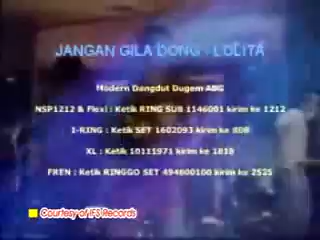 JANGAN GILA DONG - LOLITA
Modern Dangdut Dugem ABG
NSP1212 & Flexi : Ketik RING SUB 1146001 kirim ke 1212
I-RING : Ketik SET 1602093 kirim ke 808
XL : Ketik 10111971 kirim ke 1818
FREN : Ketik RINGGO SET 494600100 kirim ke 2525
Courtesy of IFS Records